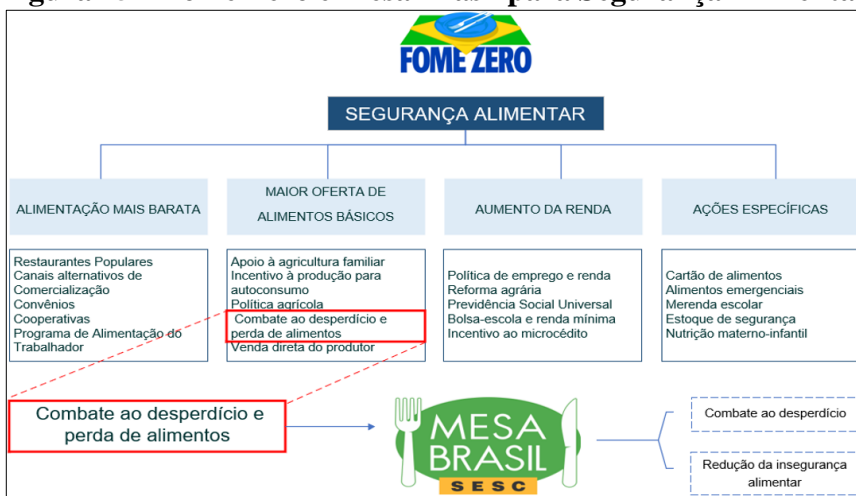 FOME ZERO
SEGURANÇA ALIMENTAR
ALIMENTAÇÃO MAIS BARATA
Restaurantes Populares
Canais alternativos de
Comercialização
Convênios
Cooperativas
Programa de Alimentação do
Trabalhador
MAIOR OFERTA DE
ALIMENTOS BÁSICOS
Apoio à agricultura familiar
Incentivo à produção para
autoconsumo
Política agrícola
Combate ao desperdício e
perda de alimentos
Venda direta do produtor
AUMENTO DA RENDA
Política de emprego e renda
Reforma agrária
Previdência Social Universal
Bolsa-escola e renda mínima
Incentivo ao microcédito
AÇÕES ESPECÍFICAS
Cartão de alimentos
Alimentos emergenciais
Merenda escolar
Estoque de segurança
Nutrição materno-infantil
Combate ao desperdício e
perda de alimentos
MESA
BRASIL
SESC
Combate ao desperdício
Redução da insegurança
alimentar